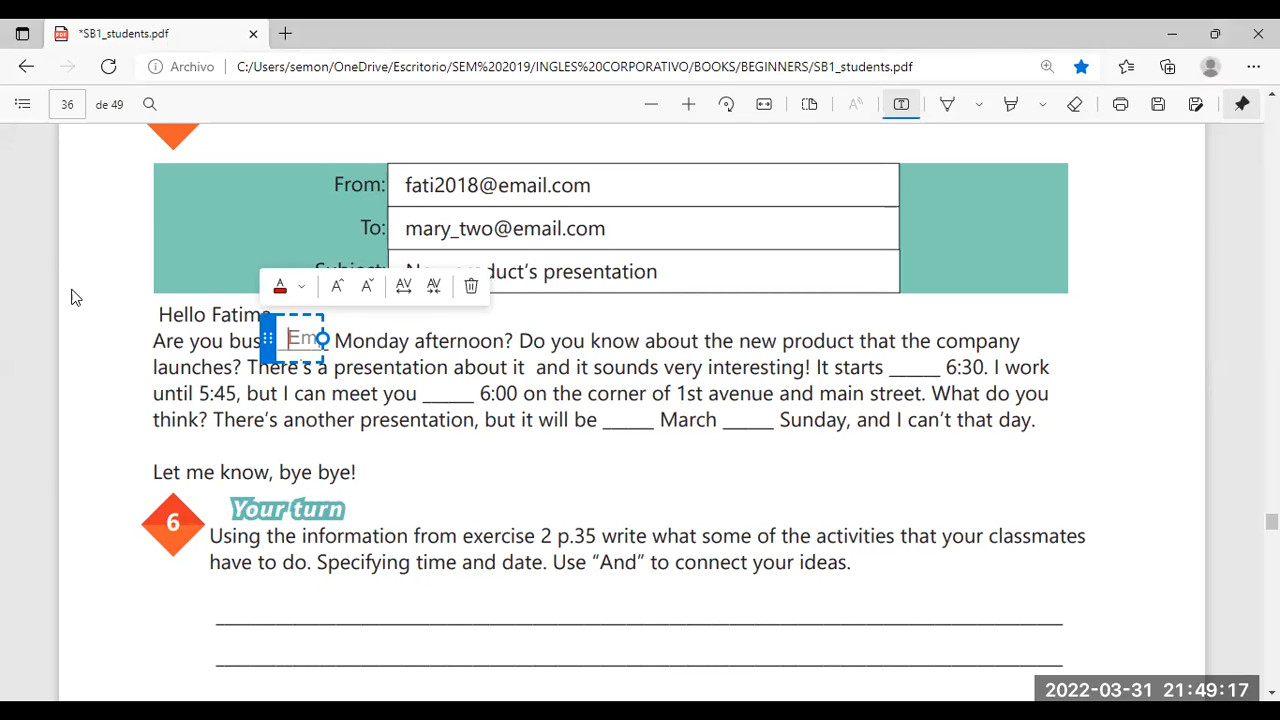 *SB1_students.pdf
Archivo
C:/Users/semon/OneDrive/Escritorio/SEM%202019/INGLES%20CORPORATIVO/BOOKS/BEGINNERS/SB1_students.pdf
36 de 49
From: fati2018@email.com
To: mary_two@email.com
Subject: New product's presentation
Hello Fatima
Are you busy Em Monday afternoon? Do you know about the new product that the company
launches? There's a presentation about it and it sounds very interesting! It starts ______ 6:30. I work
until 5:45, but I can meet you ______ 6:00 on the corner of 1st avenue and main street. What do you
think? There's another presentation, but it will be ______ March ______ Sunday, and I can't that day.
Let me know, bye bye!
6 Your turn
Using the information from exercise 2 p.35 write what some of the activities that your classmates
have to do. Specifying time and date. Use “And” to connect your ideas.
2022-03-31 21:49:17